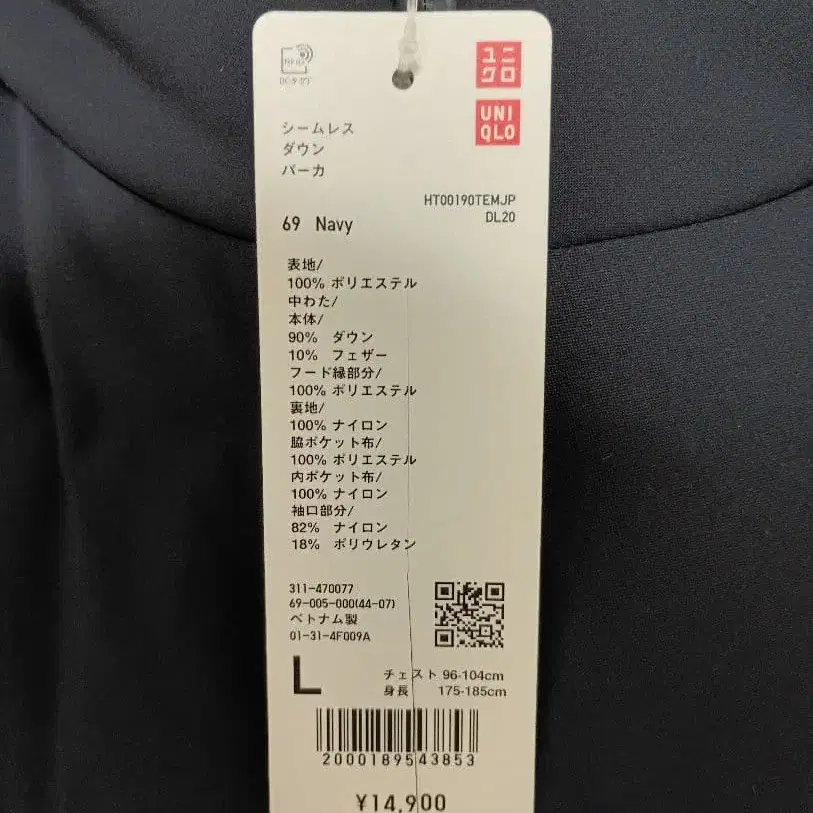 RFID
ユニ
クロ
UNI
QLO
シームレス
ダウン
パーカ
HT00190TEMJP
DL20
69 Navy
表地/
100% ポリエステル
中わた/
本体/
90% ダウン
10% フェザー
フード縁部分/
100% ポリエステル
裏地/
100% ナイロン
脇ポケット布/
100% ポリエステル
内ポケット布/
100% ナイロン
袖口部分/
82% ナイロン
18% ポリウレタン
311-470077
69-005-000(44-07)
ベトナム製
01-31-4F009A
L
チェスト 96-104cm
身長 175-185cm
2000189543853
¥14,900